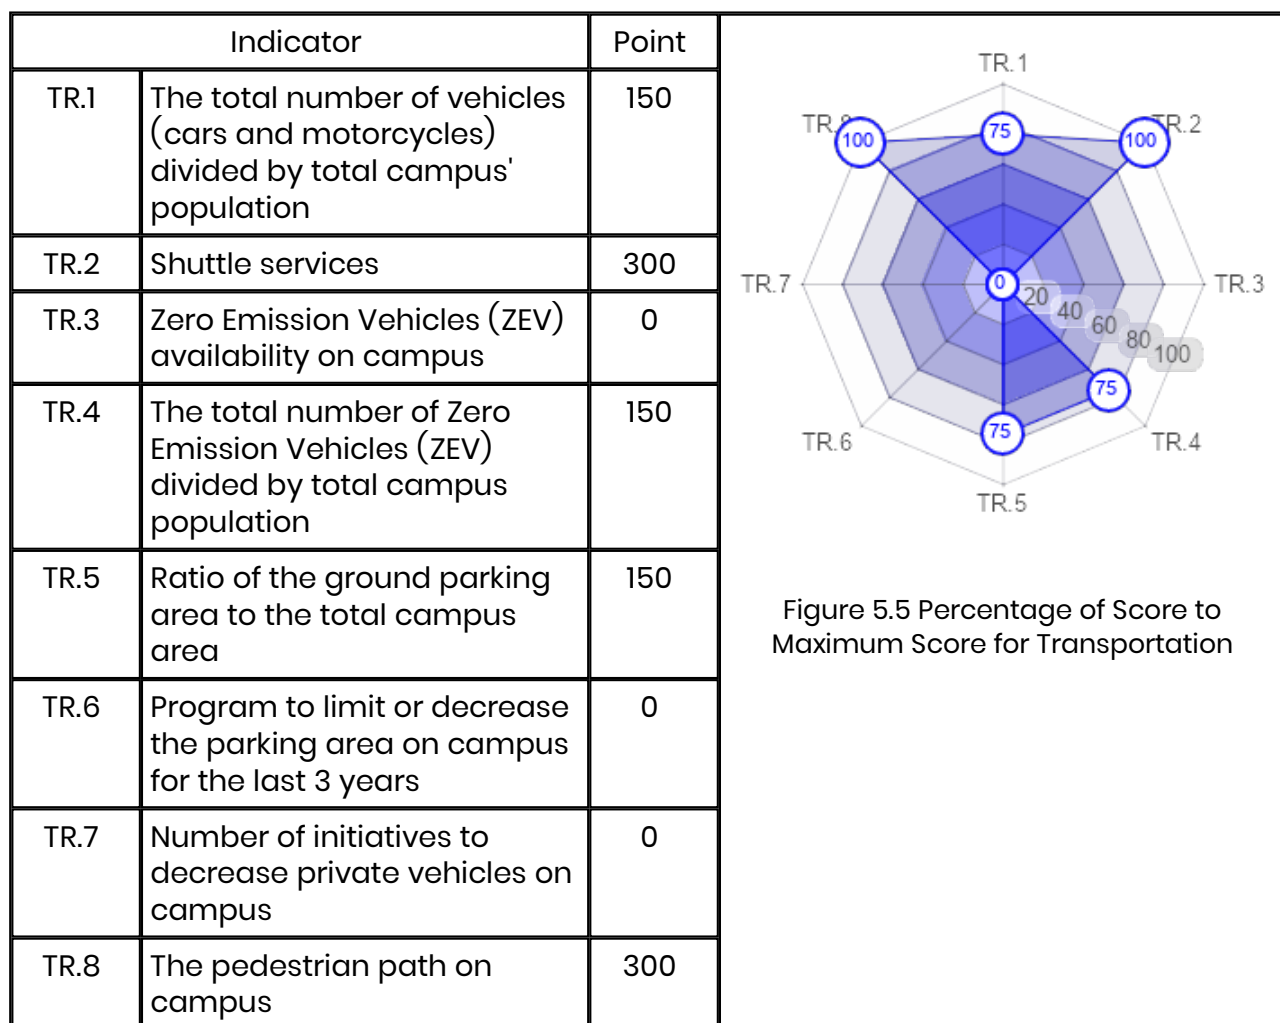 Indicator
Point
TR.1
The total number of vehicles
(cars and motorcycles)
divided by total campus'
population
150
TR.2
Shuttle services
300
TR.3
Zero Emission Vehicles (ZEV)
availability on campus
0
TR.4
The total number of Zero
Emission Vehicles (ZEV)
divided by total campus
population
150
TR.5
Ratio of the ground parking
area to the total campus
area
150
TR.6
Program to limit or decrease
the parking area on campus
for the last 3 years
0
TR.7
Number of initiatives to
decrease private vehicles on
campus
0
TR.8
The pedestrian path on
campus
300
TR.1
TR.2
TR.3
TR.4
TR.5
TR.6
TR.7
100
75
100
0
20
40
60
80
100
75
75
Figure 5.5 Percentage of Score to
Maximum Score for Transportation